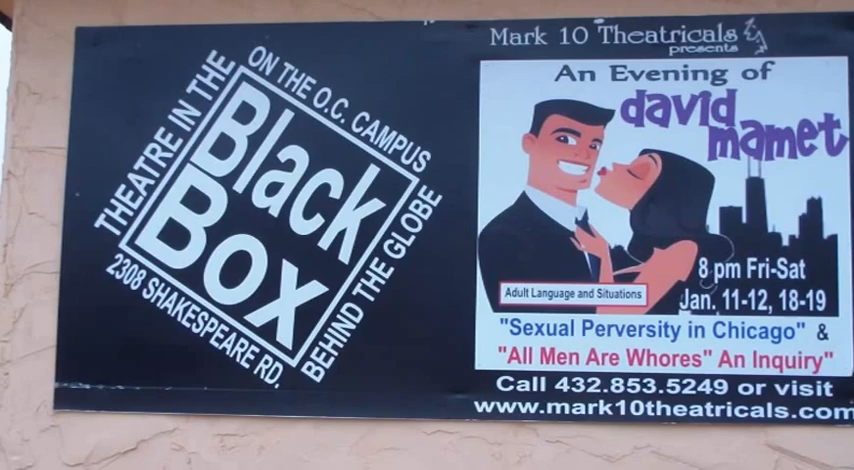 THEATRE IN THE
Black
Box
ON THE O.C. CAMPUS
BEHIND THE GLOBE
2308 SHAKESPEARE RD.
Mark 10 Theatricals
presents
An Evening of
david
mamet
8 pm Fri-Sat
Adult Language and Situations
Jan. 11-12, 18-19
"Sexual Perversity in Chicago" &
"All Men Are Whores" An Inquiry"
Call 432.853.5249 or visit
www.mark10theatricals.com